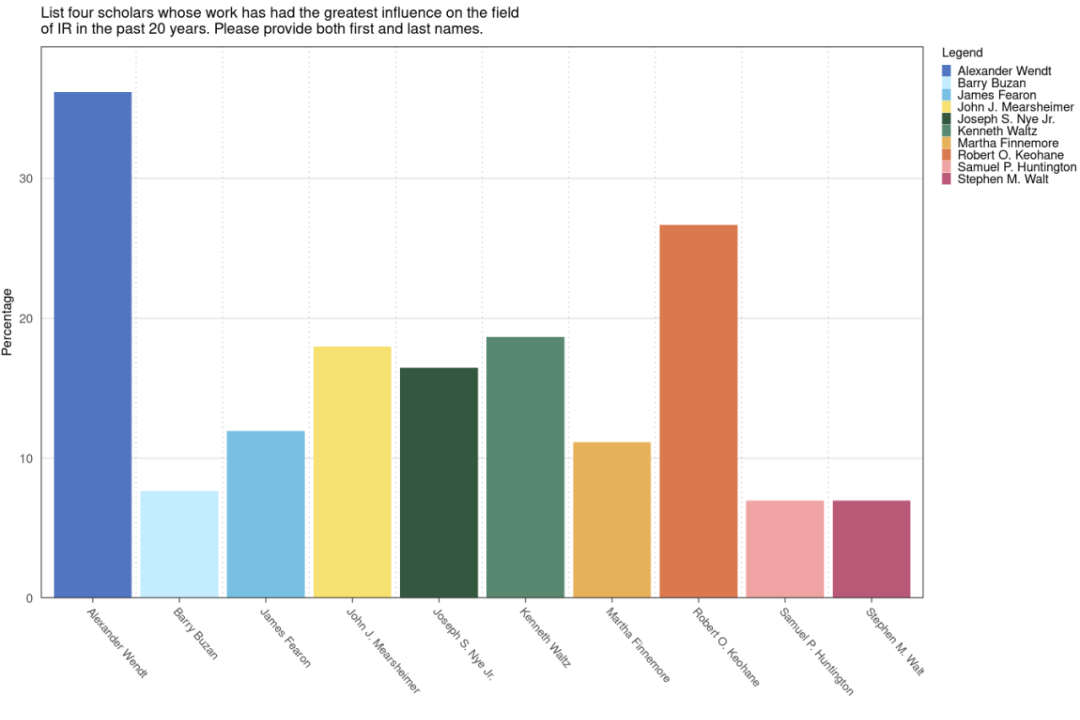 List four scholars whose work has had the greatest influence on the field
of IR in the past 20 years. Please provide both first and last names.
Legend
Alexander Wendt
Barry Buzan
James Fearon
John J. Mearsheimer
Joseph S. Nye Jr.
Kenneth Waltz
Martha Finnemore
Robert O. Keohane
Samuel P. Huntington
Stephen M. Walt
Percentage
30
20
10
0
Alexander Wendt
Barry Buzan
James Fearon
John J. Mearsheimer
Joseph S. Nye Jr.
Kenneth Waltz
Martha Finnemore
Robert O. Keohane
Samuel P. Huntington
Stephen M. Walt